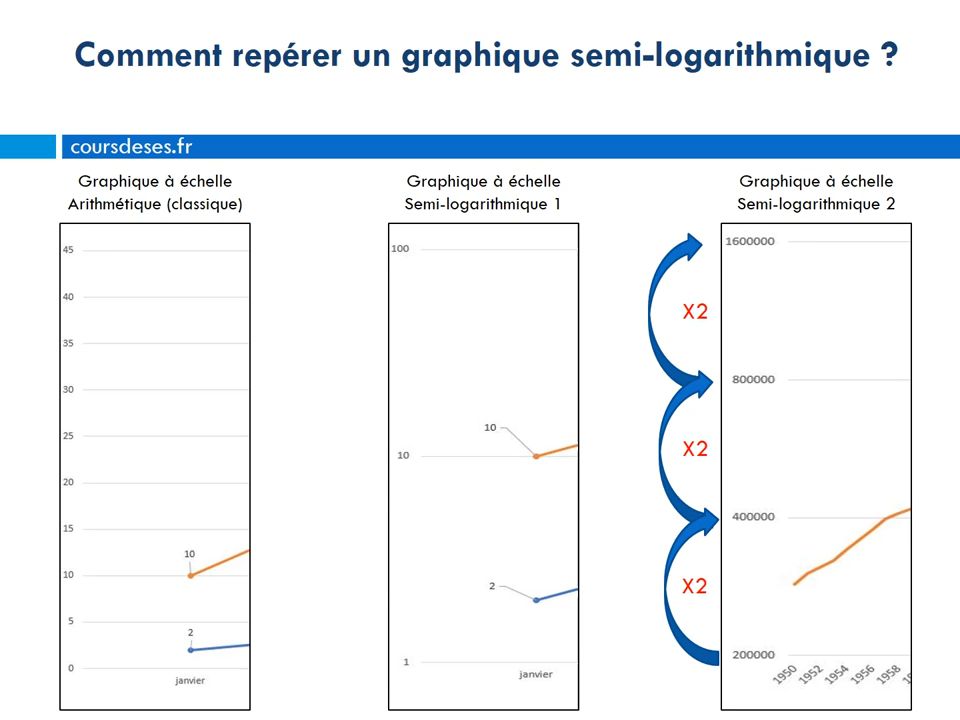 Comment repérer un graphique semi-logarithmique ?
coursdeses.fr
Graphique à échelle
Arithmétique (classique)
45
40
35
30
25
20
15
10
5
0
10
2
janvier
Graphique à échelle
Semi-logarithmique 1
100
10
1
10
2
janvier
Graphique à échelle
Semi-logarithmique 2
X2
X2
X2
1600000
800000
400000
200000
1950
1952
1954
1956
1958